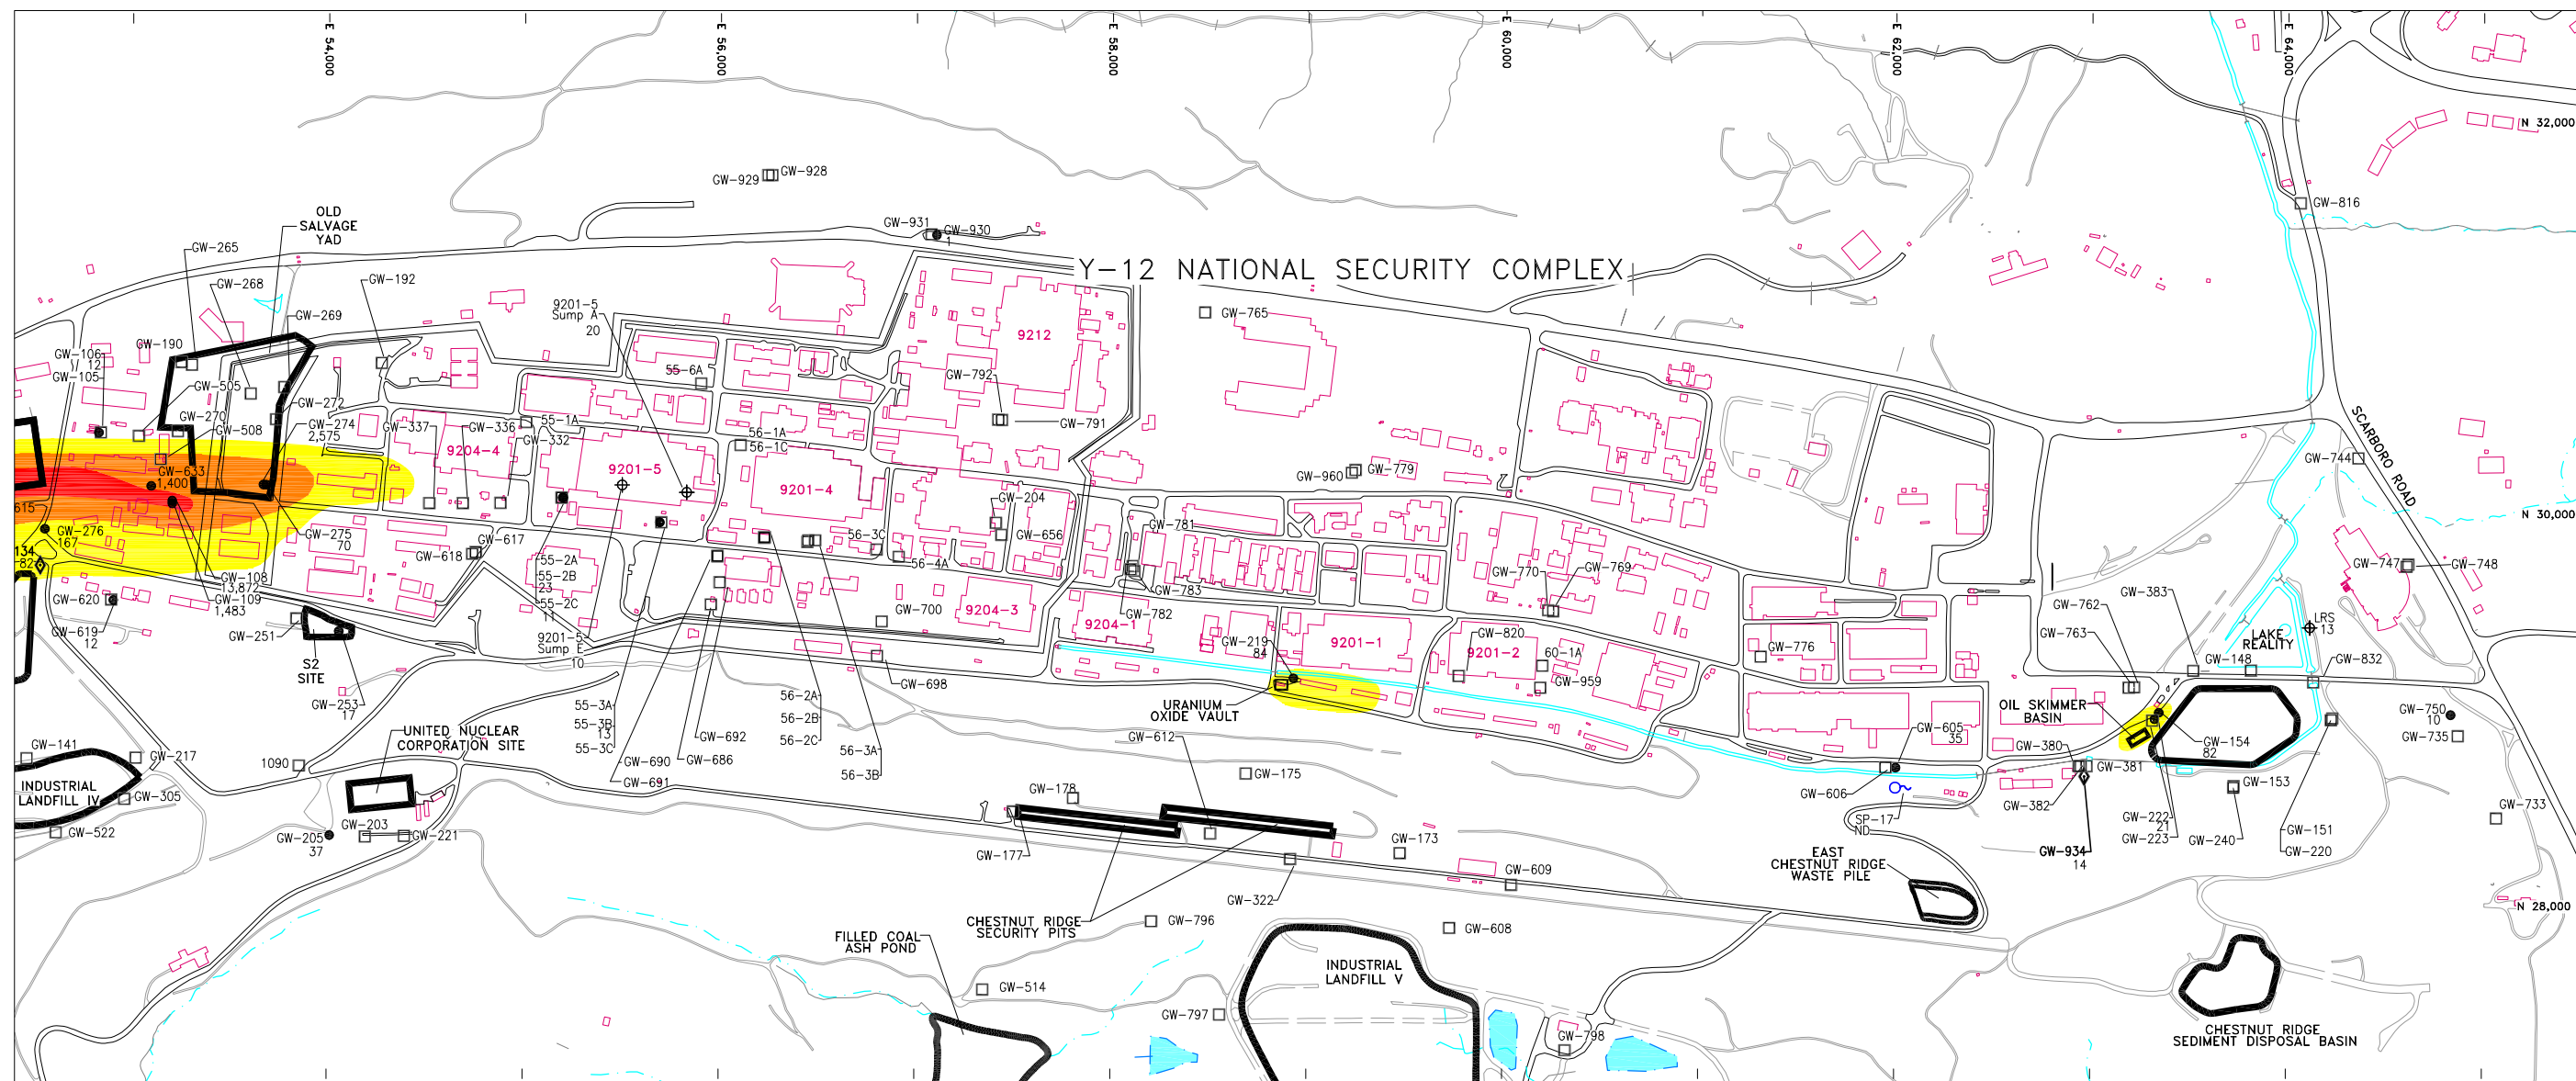 E 54,000
E 56,000
E 58,000
E 60,000
E 62,000
E 64,000
N 32,000
GW-929
GW-928
GW-816
OLD
SALVAGE
YAD
GW-931
GW-930
1
GW-265
Y-12 NATIONAL SECURITY COMPLEX
GW-268
GW-192
9201-5
Sump A
20
GW-269
GW-765
9212
GW-190
GW-106
12
GW-105
55-6A
GW-792
GW-505
GW-270
GW-272
GW-508
GW-274
2,575
GW-337
GW-336
GW-332
55-1A
56-1A
56-1C
GW-791
SCARBORO ROAD
9204-4
9201-5
9201-4
GW-960
GW-779
GW-744
GW-633
1,400
615
GW-204
N 30,000
GW-276
167
GW-275
70
GW-618
GW-617
56-3C
56-4A
GW-656
GW-781
134
82
55-2A
55-2B
23
55-2C
11
GW-108
13,872
GW-109
1,483
GW-783
GW-782
GW-770
GW-769
GW-747
GW-748
GW-620
GW-619
12
GW-251
GW-700
9204-3
9204-1
GW-762
GW-383
GW-763
LRS
13
LAKE
REALITY
9201-5
Sump E
10
GW-219
84
9201-1
9201-2
GW-820
60-1A
GW-776
GW-148
GW-832
S2
SITE
GW-253
17
GW-698
GW-959
55-3A
55-3B
13
55-3C
56-2A
56-2B
56-2C
URANIUM
OXIDE VAULT
OIL SKIMMER
BASIN
GW-750
10
GW-735
UNITED NUCLEAR
CORPORATION SITE
GW-692
GW-686
GW-690
GW-691
56-3A
56-3B
GW-612
GW-605
35
GW-380
GW-154
82
GW-141
GW-217
1090
GW-175
GW-381
GW-153
INDUSTRIAL
LANDFILL IV
GW-305
GW-178
GW-606
GW-382
GW-522
GW-203
GW-205
37
GW-221
SP-17
ND
GW-222
21
GW-223
GW-240
GW-151
GW-220
GW-733
GW-177
GW-173
GW-934
14
EAST
CHESTNUT RIDGE
WASTE PILE
GW-609
GW-322
N 28,000
CHESTNUT RIDGE
SECURITY PITS
GW-796
GW-608
FILLED COAL
ASH POND
INDUSTRIAL
LANDFILL V
GW-514
GW-797
GW-798
CHESTNUT RIDGE
SEDIMENT DISPOSAL BASIN